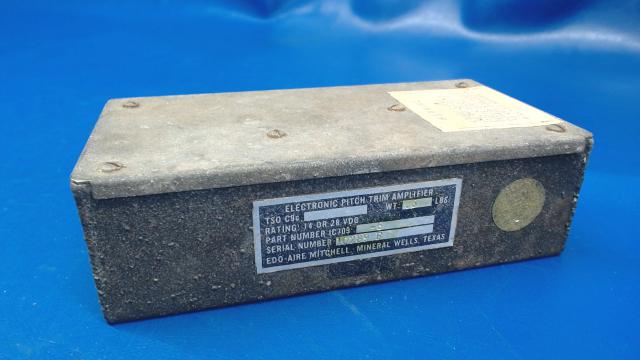 ELECTRONIC PITCH TRIM AMPLIFIER
TSO C9c WT: LBS
RATING: 14 OR 28 VDC
PART NUMBER 1C709
SERIAL NUMBER
EDO-AIRE MITCHELL, MINERAL WELLS, TEXAS